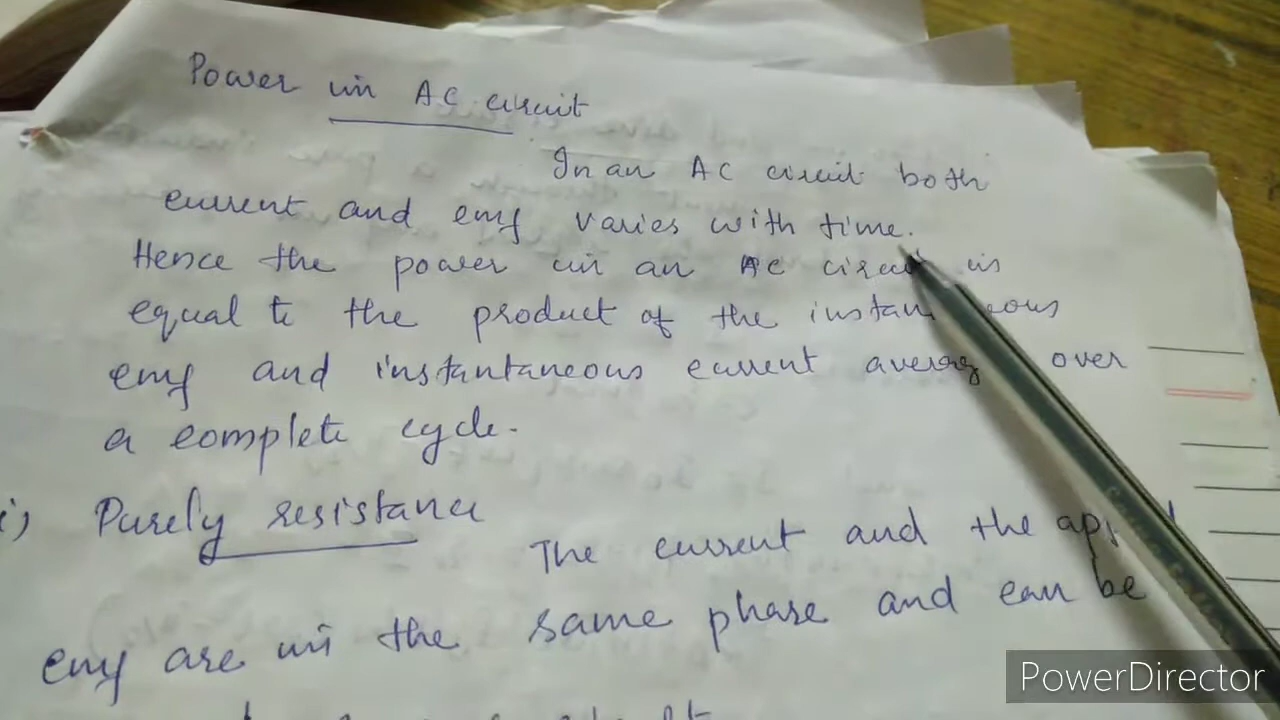 Power in AC circuit
In an AC circuit both
current and emf varies with time.
Hence the power in an AC circuit is
equal to the product of the
emf and instantaneous current over
a complete cycle.
i) Purely resistance
The current and the
emf are in the same phase and can be
PowerDirector